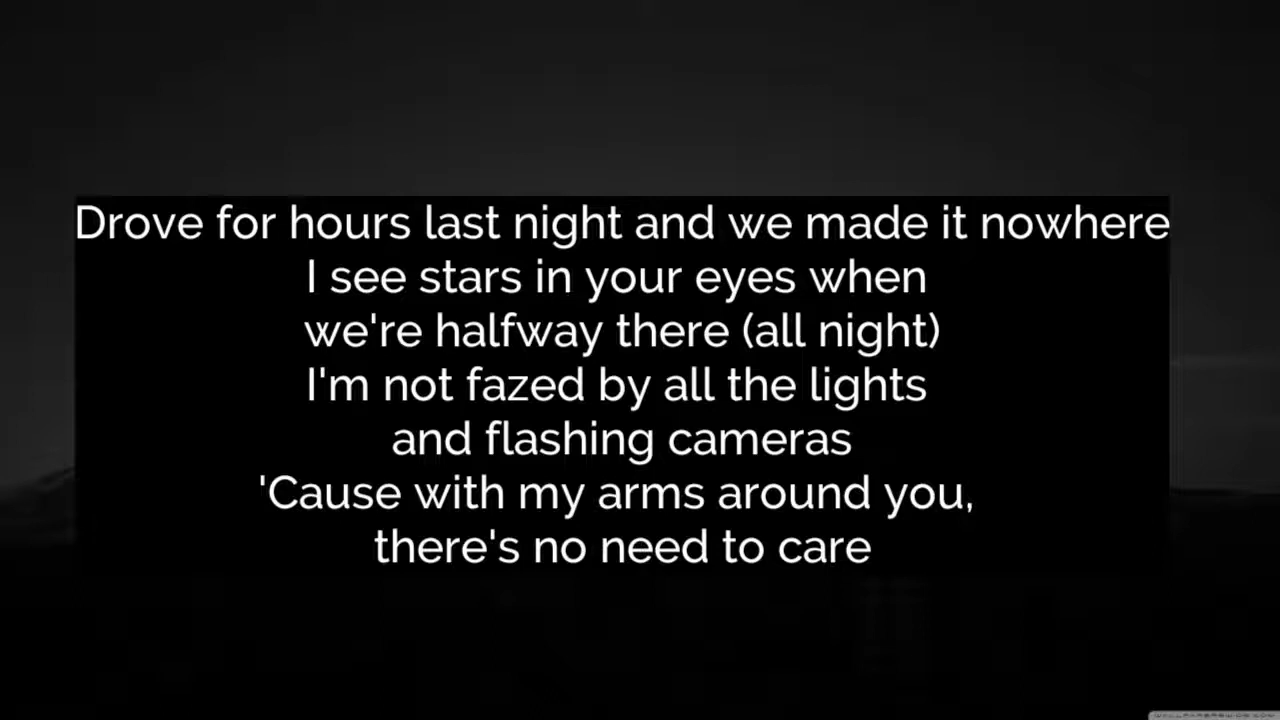 Drove for hours last night and we made it nowhere
I see stars in your eyes when
we're halfway there (all night)
I'm not fazed by all the lights
and flashing cameras
'Cause with my arms around you,
there's no need to care